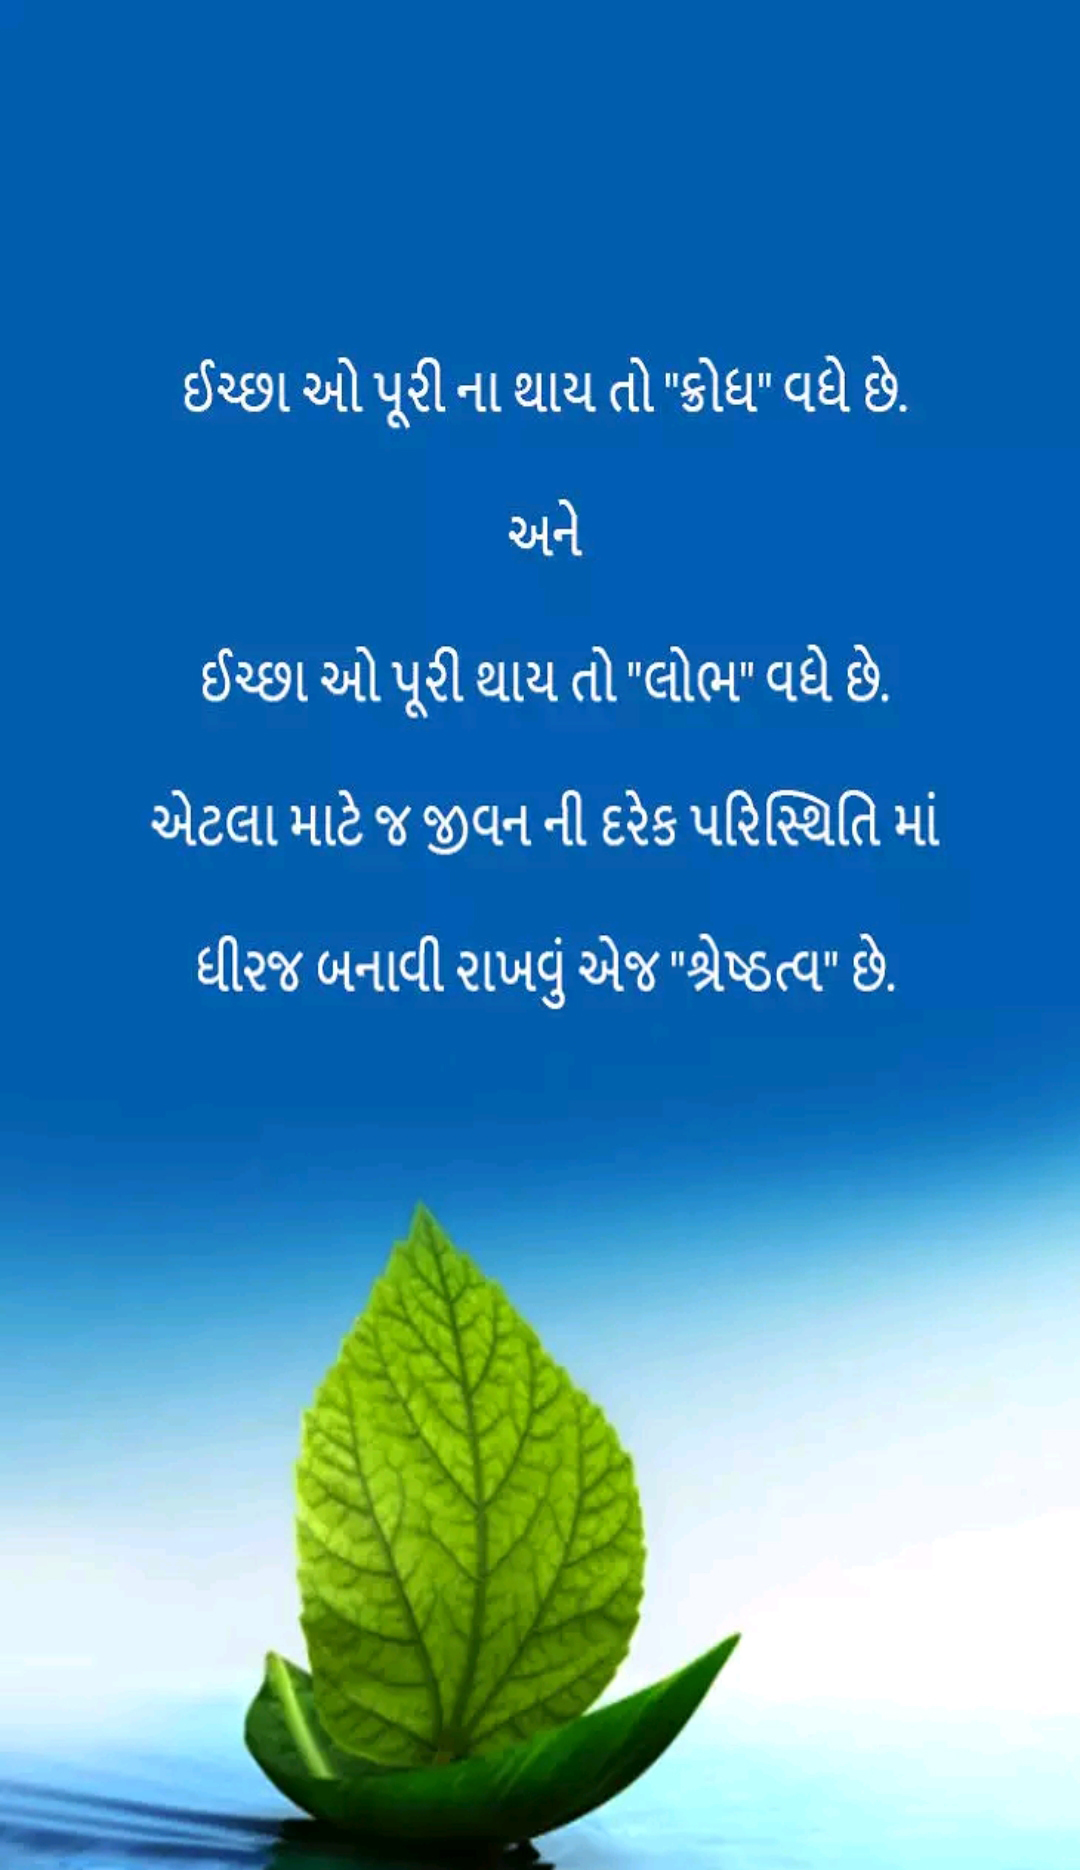 ઈચ્છા ઓ પૂરી ના થાય તો "ક્રોધ" વધે છે.
અને
ઈચ્છા ઓ પૂરી થાય તો "લોભ" વધે છે.
એટલા માટે જ જીવન ની દરેક પરિસ્થિતિ માં
ધીરજ બનાવી રાખવું એજ "શ્રેષ્ઠત્વ" છે.